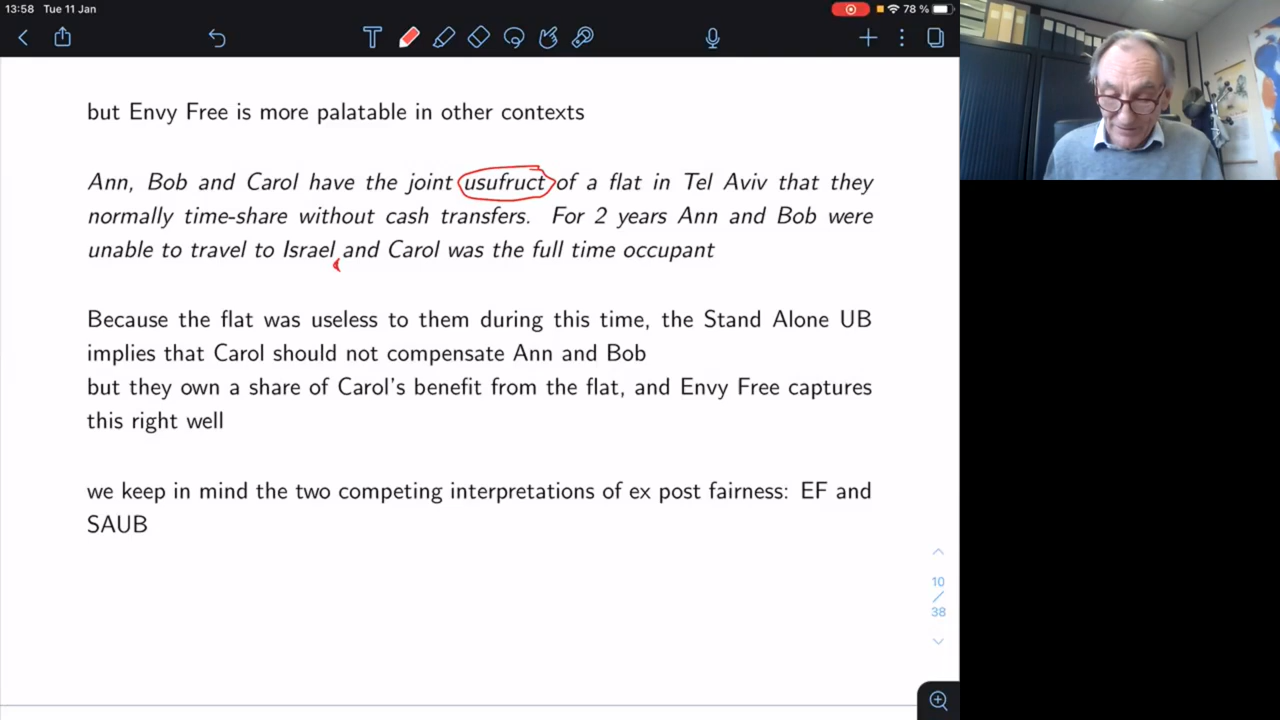 13:58 Tue 11 Jan
78 %
T
but Envy Free is more palatable in other contexts
Ann, Bob and Carol have the joint usufruct of a flat in Tel Aviv that they
normally time-share without cash transfers. For 2 years Ann and Bob were
unable to travel to Israel and Carol was the full time occupant
Because the flat was useless to them during this time, the Stand Alone UB
implies that Carol should not compensate Ann and Bob
but they own a share of Carol's benefit from the flat, and Envy Free captures
this right well
we keep in mind the two competing interpretations of ex post fairness: EF and
SAUB
10
/
38